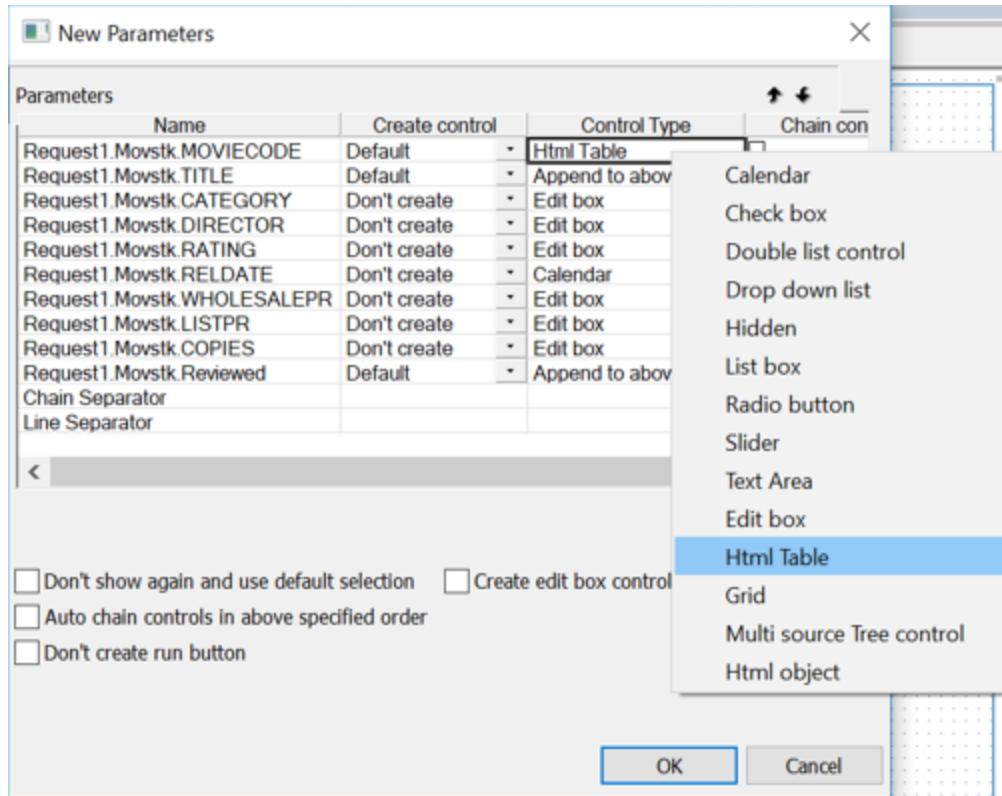 New Parameters
Parameters
Name Create control Control Type Chain con
Request1.Movstk.MOVIECODE Default Html Table
Request1.Movstk.TITLE Default Append to abov
Request1.Movstk.CATEGORY Don't create Edit box
Request1.Movstk.DIRECTOR Don't create Edit box
Request1.Movstk.RATING Don't create Edit box
Request1.Movstk.RELDATE Don't create Calendar
Request1.Movstk.WHOLESALEPR Don't create Edit box
Request1.Movstk.LISTPR Don't create Edit box
Request1.Movstk.COPIES Don't create Edit box
Request1.Movstk.Reviewed Default Append to abov
Chain Separator
Line Separator
Calendar
Check box
Double list control
Drop down list
Hidden
List box
Radio button
Slider
Text Area
Edit box
Html Table
Grid
Multi source Tree control
Html object
Don't show again and use default selection Create edit box control
Auto chain controls in above specified order
Don't create run button
OK Cancel